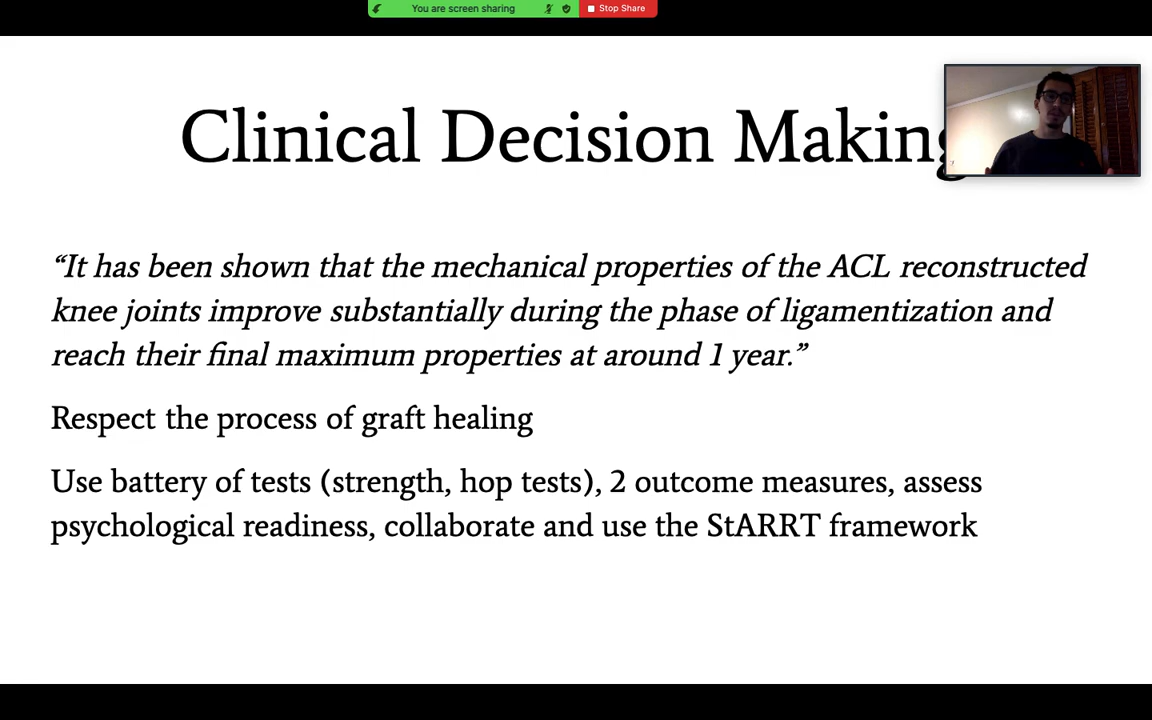 You are screen sharing
Stop Share
Clinical Decision Making
“It has been shown that the mechanical properties of the ACL reconstructed
knee joints improve substantially during the phase of ligamentization and
reach their final maximum properties at around 1 year.”
Respect the process of graft healing
Use battery of tests (strength, hop tests), 2 outcome measures, assess
psychological readiness, collaborate and use the StARRT framework